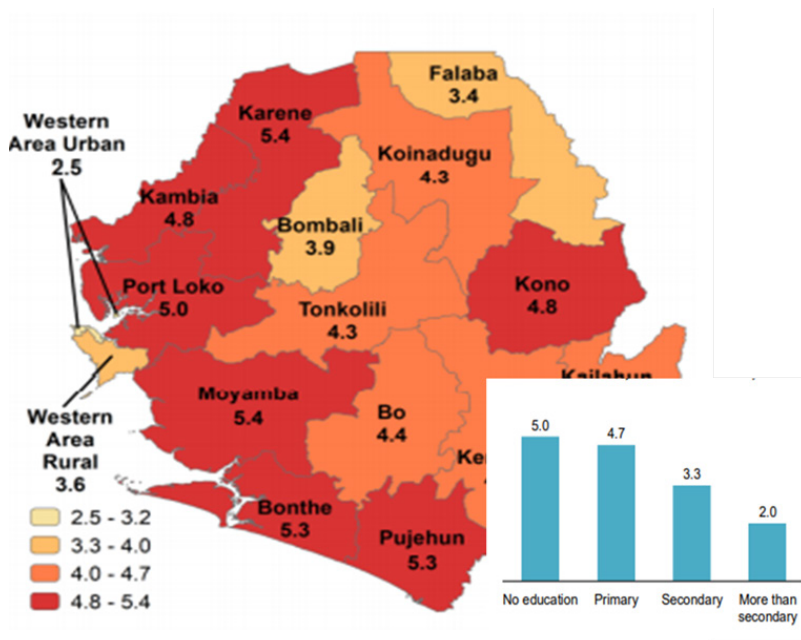 Falaba
3.4
Karene
5.4
Western
Area Urban
2.5
Koinadugu
4.3
Kambia
4.8
Bombali
3.9
Port Loko
5.0
Kono
4.8
Tonkolili
4.3
Kailahun
Moyamba
5.4
Bo
4.4
Western
Area
Rural
3.6
Ke
Bonthe
5.3
Pujehun
5.3
2.5 - 3.2
3.3 - 4.0
4.0 - 4.7
4.8 - 5.4
5.0
4.7
3.3
2.0
No education
Primary
Secondary
More than
secondary